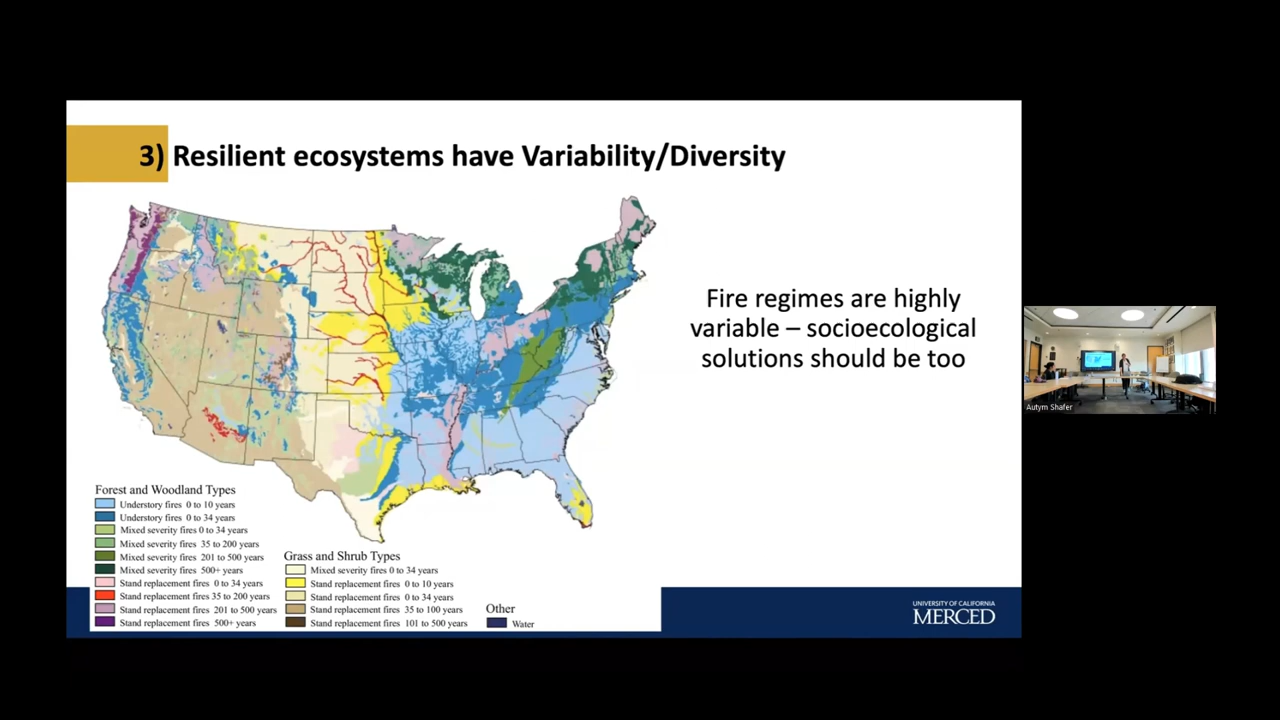 3) Resilient ecosystems have Variability/Diversity
Fire regimes are highly
variable – socioecological
solutions should be too
Autym Shafer
Forest and Woodland Types
Understory fires 0 to 10 years
Understory fires 0 to 34 years
Mixed severity fires 0 to 34 years
Mixed severity fires 35 to 200 years
Mixed severity fires 201 to 500 years
Mixed severity fires 500+ years
Stand replacement fires 0 to 34 years
Stand replacement fires 35 to 200 years
Stand replacement fires 201 to 500 years
Stand replacement fires 500+ years
Grass and Shrub Types
Mixed severity fires 0 to 34 years
Stand replacement fires 0 to 10 years
Stand replacement fires 0 to 34 years
Stand replacement fires 35 to 100 years
Stand replacement fires 101 to 500 years
Other
Water
UNIVERSITY OF CALIFORNIA
MERCED